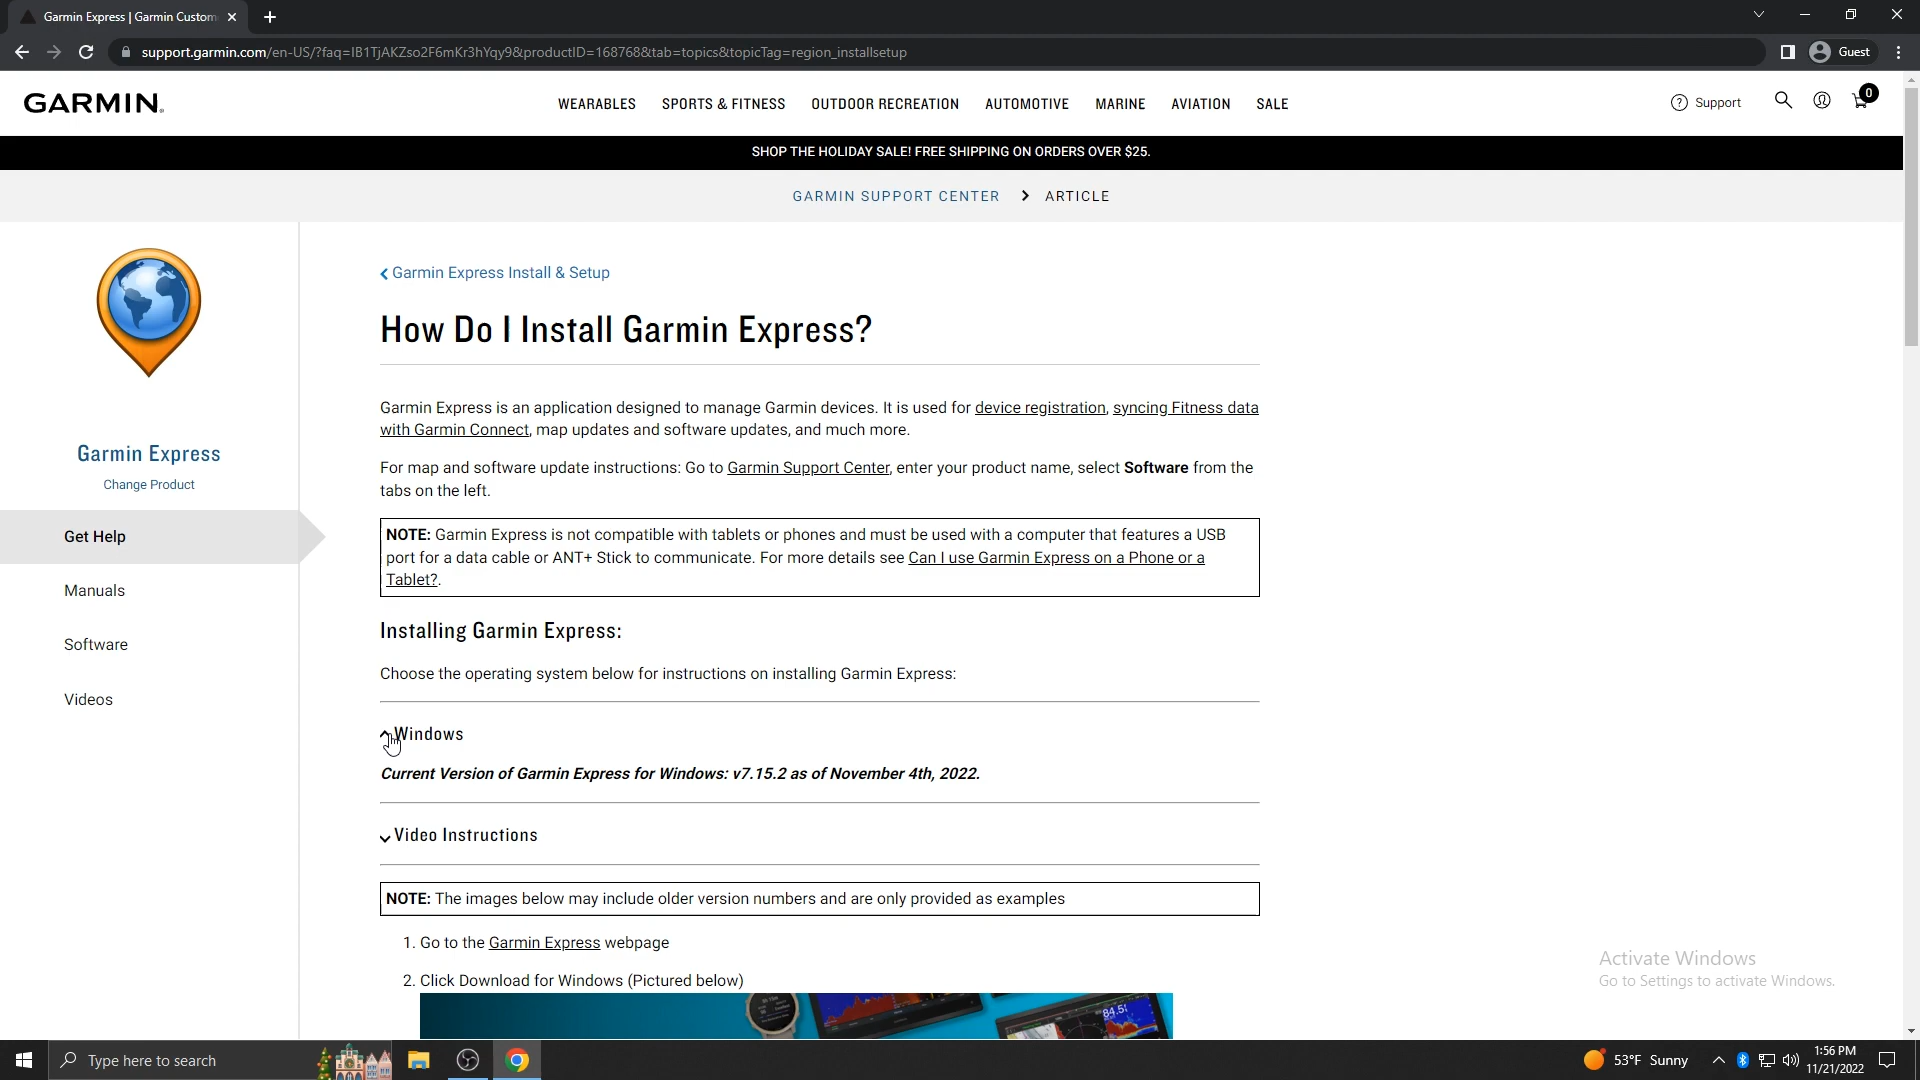 Garmin Express | Garmin Custom
support.garmin.com/en-US/?faq=IB1TjAKZso2F6mKr3hYqy9&productID=168768&tab=topics&topicTag=region_installsetup
Guest
GARMIN
WEARABLES SPORTS & FITNESS OUTDOOR RECREATION AUTOMOTIVE MARINE AVIATION SALE
Support
0
SHOP THE HOLIDAY SALE! FREE SHIPPING ON ORDERS OVER $25.
GARMIN SUPPORT CENTER > ARTICLE
Garmin Express
Change Product
Get Help
Manuals
Software
Videos
Garmin Express Install & Setup
How Do I Install Garmin Express?
Garmin Express is an application designed to manage Garmin devices. It is used for device registration, syncing Fitness data
with Garmin Connect, map updates and software updates, and much more.
For map and software update instructions: Go to Garmin Support Center, enter your product name, select Software from the
tabs on the left.
NOTE: Garmin Express is not compatible with tablets or phones and must be used with a computer that features a USB
port for a data cable or ANT+ Stick to communicate. For more details see Can I use Garmin Express on a Phone or a
Tablet?.
Installing Garmin Express:
Choose the operating system below for instructions on installing Garmin Express:
Windows
Current Version of Garmin Express for Windows: v7.15.2 as of November 4th, 2022.
Video Instructions
NOTE: The images below may include older version numbers and are only provided as examples
1. Go to the Garmin Express webpage
2. Click Download for Windows (Pictured below)
84.5
Activate Windows
Go to Settings to activate Windows.
Type here to search
53°F Sunny
1:56 PM
11/21/2022